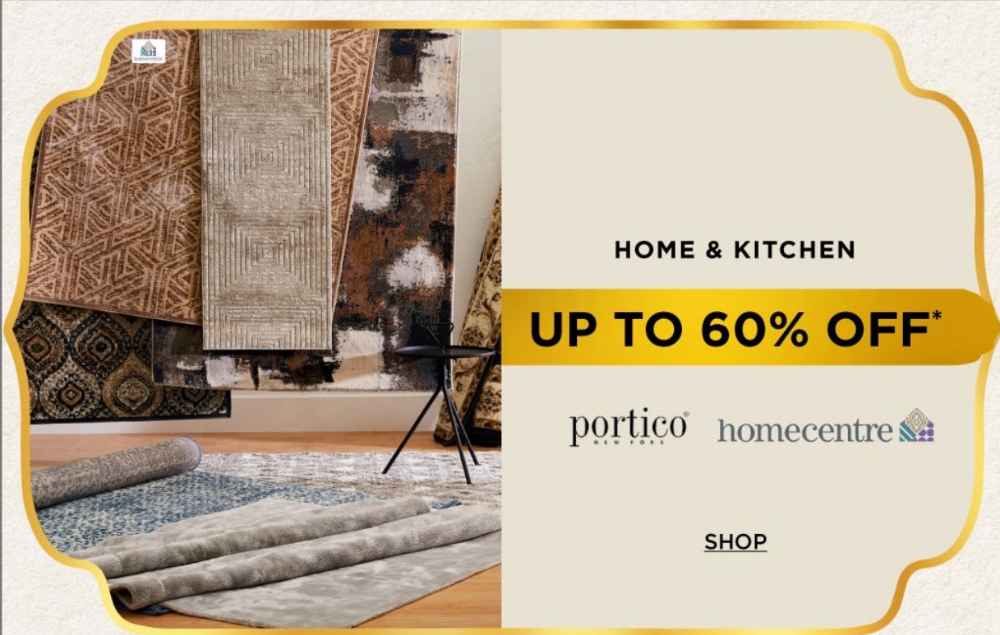 HOME & KITCHEN
UP TO 60% OFF*
portico®
NEW YORK
homecentre
SHOP